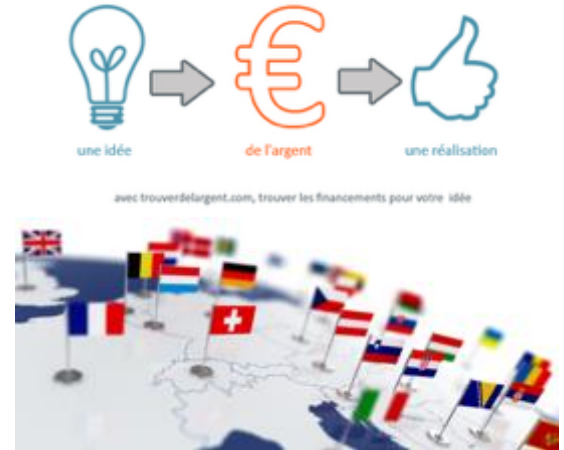 une idée
de l'argent
une réalisation
avec trouverdelargent.com, trouver les financements pour votre idée